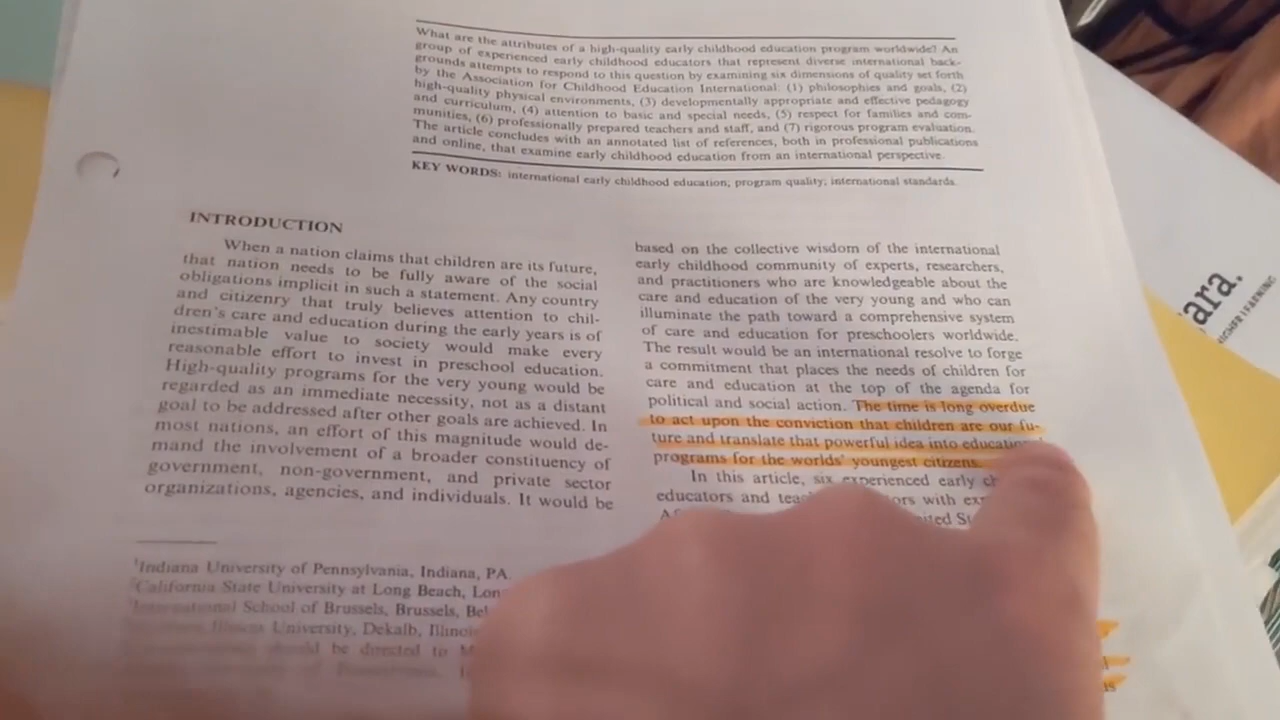 What are the attributes of a high-quality early childhood education program worldwide? An
group of experienced early childhood educators that represent diverse international back-
grounds attempts to respond to this question by examining six dimensions of quality set forth
by the Association for Childhood Education International: (1) philosophies and goals, (2)
high-quality physical environments, (3) developmentally appropriate and effective pedagogy
and curriculum, (4) attention to basic and special needs, (5) respect for families and com-
munities, (6) professionally prepared teachers and staff, and (7) rigorous program evaluation.
The article concludes with an annotated list of references, both in professional publications
and online, that examine early childhood education from an international perspective.
KEY WORDS: international early childhood education; program quality; international standards.
INTRODUCTION
When a nation claims that children are its future,
that nation needs to be fully aware of the social
obligations implicit in such a statement. Any country
and citizenry that truly believes attention to chil-
dren's care and education during the early years is of
inestimable value to society would make every
reasonable effort to invest in preschool education.
High-quality programs for the very young would be
regarded as an immediate necessity, not as a distant
goal to be addressed after other goals are achieved. In
most nations, an effort of this magnitude would de-
mand the involvement of a broader constituency of
government, non-government, and private sector
organizations, agencies, and individuals. It would be
based on the collective wisdom of the international
early childhood community of experts, researchers,
and practitioners who are knowledgeable about the
care and education of the very young and who can
illuminate the path toward a comprehensive system
of care and education for preschoolers worldwide.
The result would be an international resolve to forge
a commitment that places the needs of children for
care and education at the top of the agenda for
political and social action. The time is long overdue
to act upon the conviction that children are our fu-
ture and translate that powerful idea into education
programs for the worlds' youngest citizens.
In this article, six experienced early
educators and with
¹Indiana University of Pennsylvania, Indiana, PA.
²California State University at Long Beach,
International School of Brussels, Brussels,
University, Dekalb,
be directed to
ara.
HIGHER LEARNING